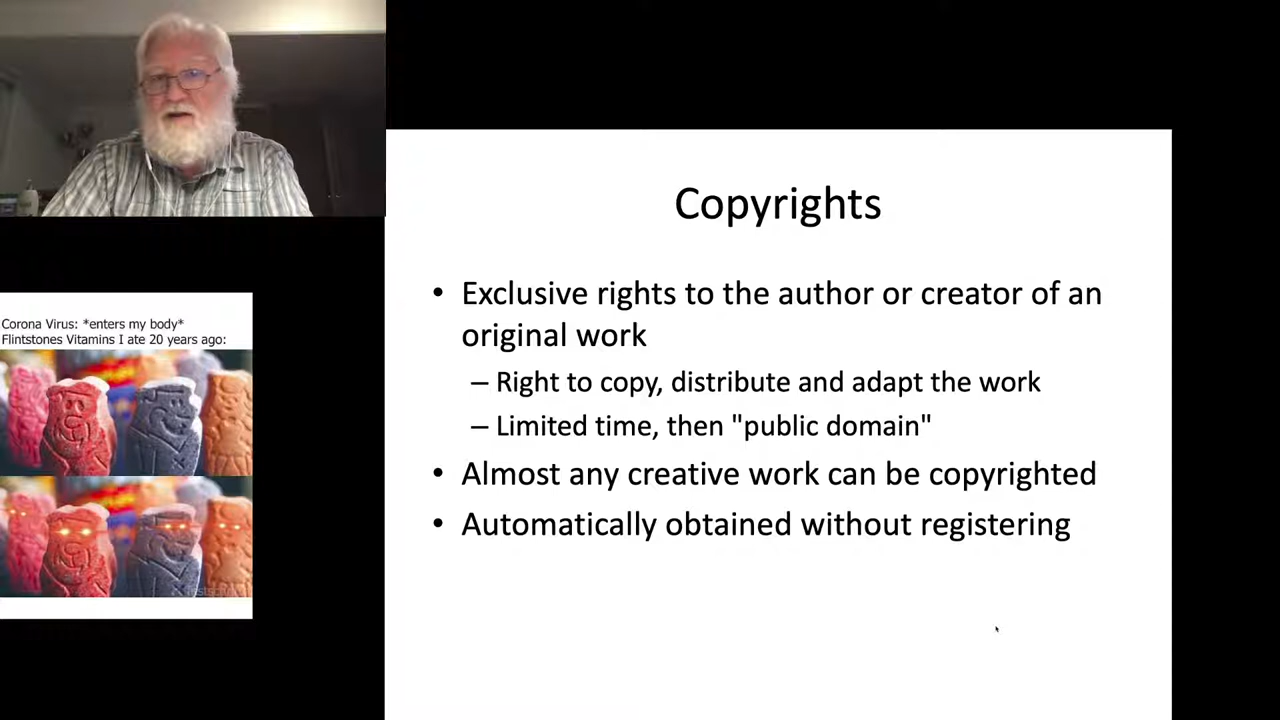 Corona Virus: *enters my body*
Flintstones Vitamins I ate 20 years ago:
Copyrights
• Exclusive rights to the author or creator of an
original work
– Right to copy, distribute and adapt the work
– Limited time, then "public domain"
• Almost any creative work can be copyrighted
• Automatically obtained without registering